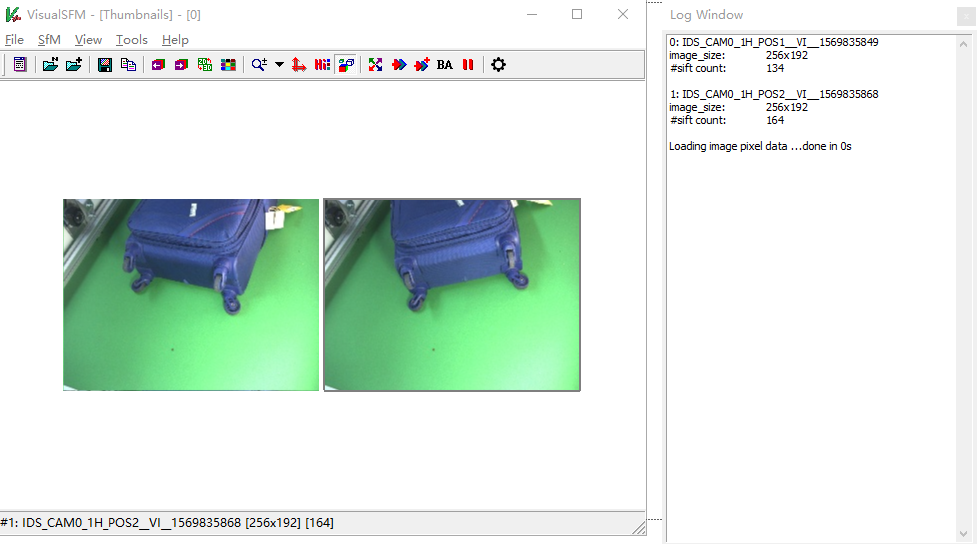 VisualSFM - [Thumbnails] - [0]
File SfM View Tools Help
BA
#1: IDS_CAM0_1H_POS2__VI__1569835868 [256x192] [164]
Log Window
0: IDS_CAM0_1H_POS1__VI__1569835849
image_size: 256x192
#sift count: 134
1: IDS_CAM0_1H_POS2__VI__1569835868
image_size: 256x192
#sift count: 164
Loading image pixel data ...done in 0s